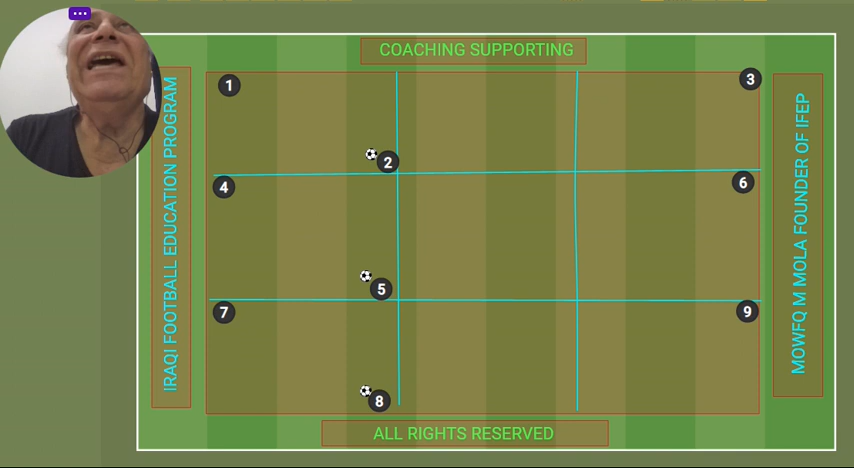 COACHING SUPPORTING
IRAQI FOOTBALL EDUCATION PROGRAM
MOWFQ M MOLA FOUNDER OF IFEP
1
3
2
4
6
5
7
9
8
ALL RIGHTS RESERVED